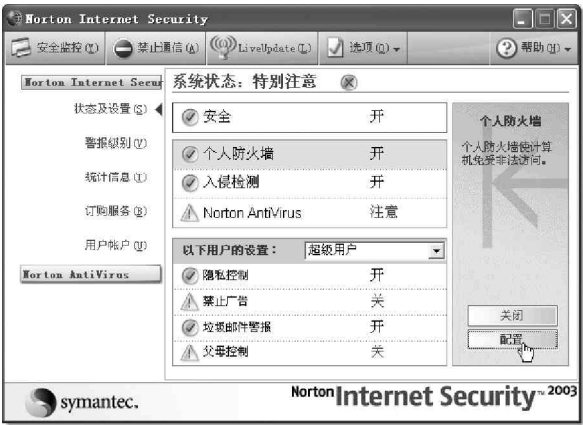 Norton Internet Security
安全监控(T) 禁止通信(A) LiveUpdate(L) 选项(O) 帮助(H)
Norton Internet Secur
状态及设置(S)
警报级别(V)
统计信息(I)
订购服务(B)
用户帐户(U)
Norton AntiVirus
系统状态：特别注意
安全 开
个人防火墙 开
入侵检测 开
Norton AntiVirus 注意
以下用户的设置： 超级用户
隐私控制 开
禁止广告 关
垃圾邮件警报 开
父母控制 关
个人防火墙
个人防火墙使计算
机免受非法访问。
关闭
配置
symantec.
Norton Internet Security™ 2003